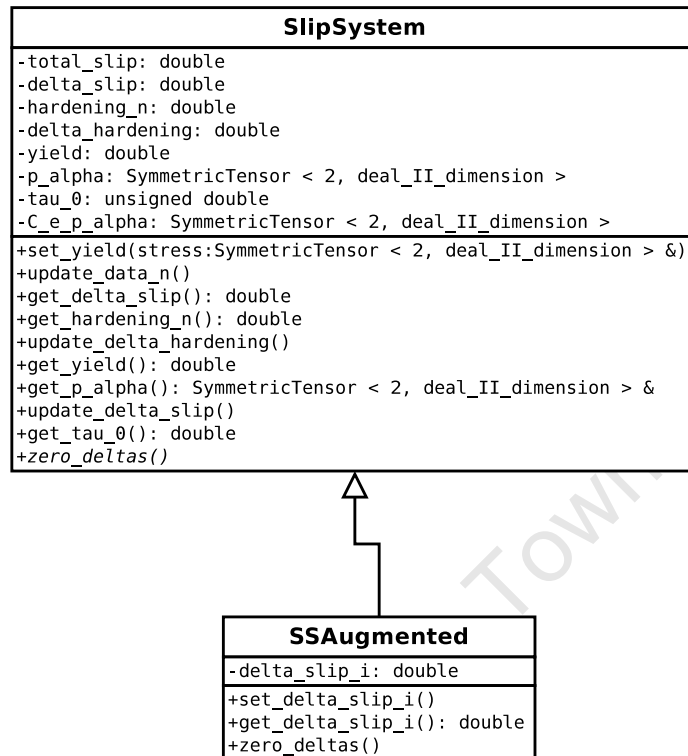 SlipSystem
-total_slip: double
-delta_slip: double
-hardening_n: double
-delta_hardening: double
-yield: double
-p_alpha: SymmetricTensor < 2, deal_II_dimension >
-tau_0: unsigned double
-C_e_p_alpha: SymmetricTensor < 2, deal_II_dimension >
+set_yield(stress:SymmetricTensor < 2, deal_II_dimension > &)
+update_data_n()
+get_delta_slip(): double
+get_hardening_n(): double
+update_delta_hardening()
+get_yield(): double
+get_p_alpha(): SymmetricTensor < 2, deal_II_dimension > &
+update_delta_slip()
+get_tau_0(): double
+zero_deltas()
Town
SSAugmented
-delta_slip_i: double
+set_delta_slip_i()
+get_delta_slip_i(): double
+zero_deltas()